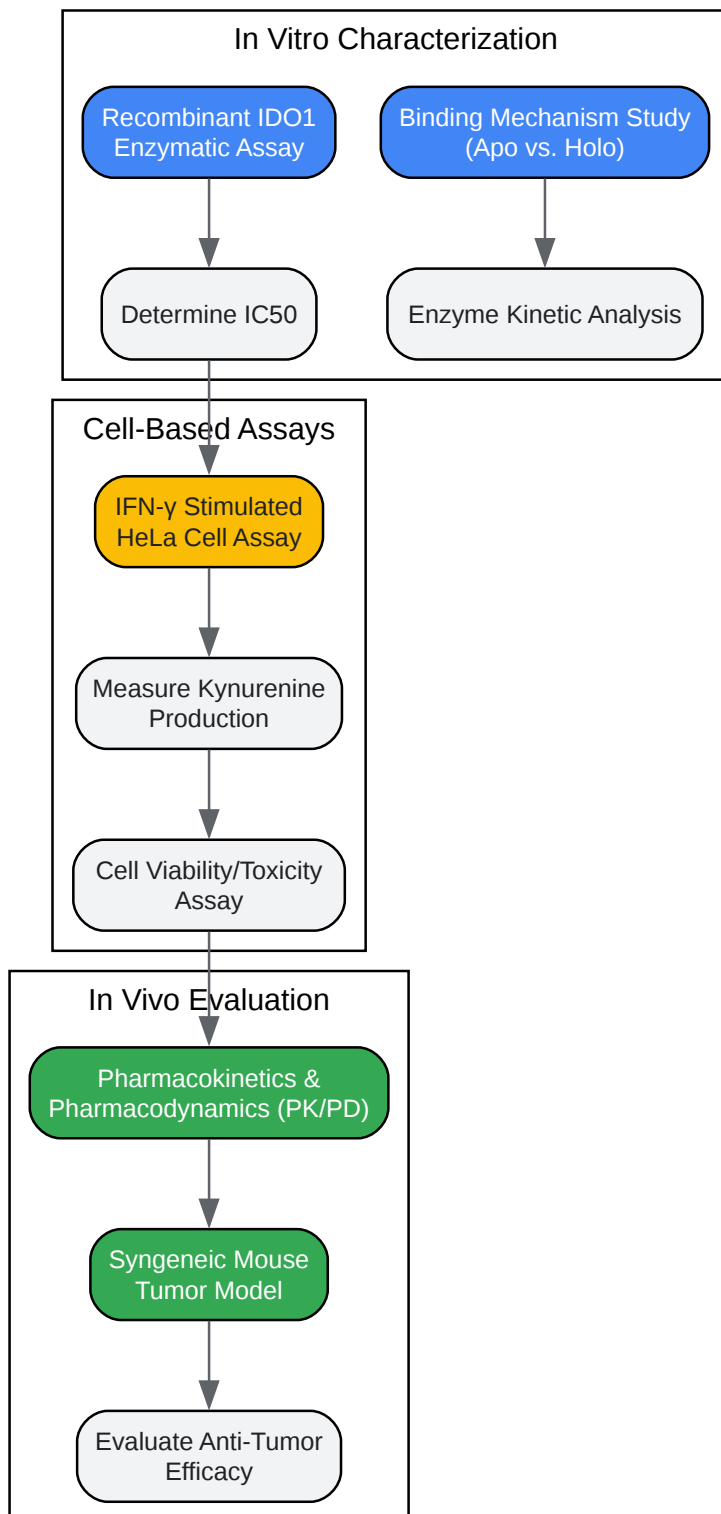 In Vitro Characterization
Recombinant IDO1
Enzymatic Assay
Binding Mechanism Study
(Apo vs. Holo)
Determine IC50
Enzyme Kinetic Analysis
Cell-Based Assays
IFN-γ Stimulated
HeLa Cell Assay
Measure Kynurenine
Production
Cell Viability/Toxicity
Assay
In Vivo Evaluation
Pharmacokinetics &
Pharmacodynamics (PK/PD)
Syngeneic Mouse
Tumor Model
Evaluate Anti-Tumor
Efficacy